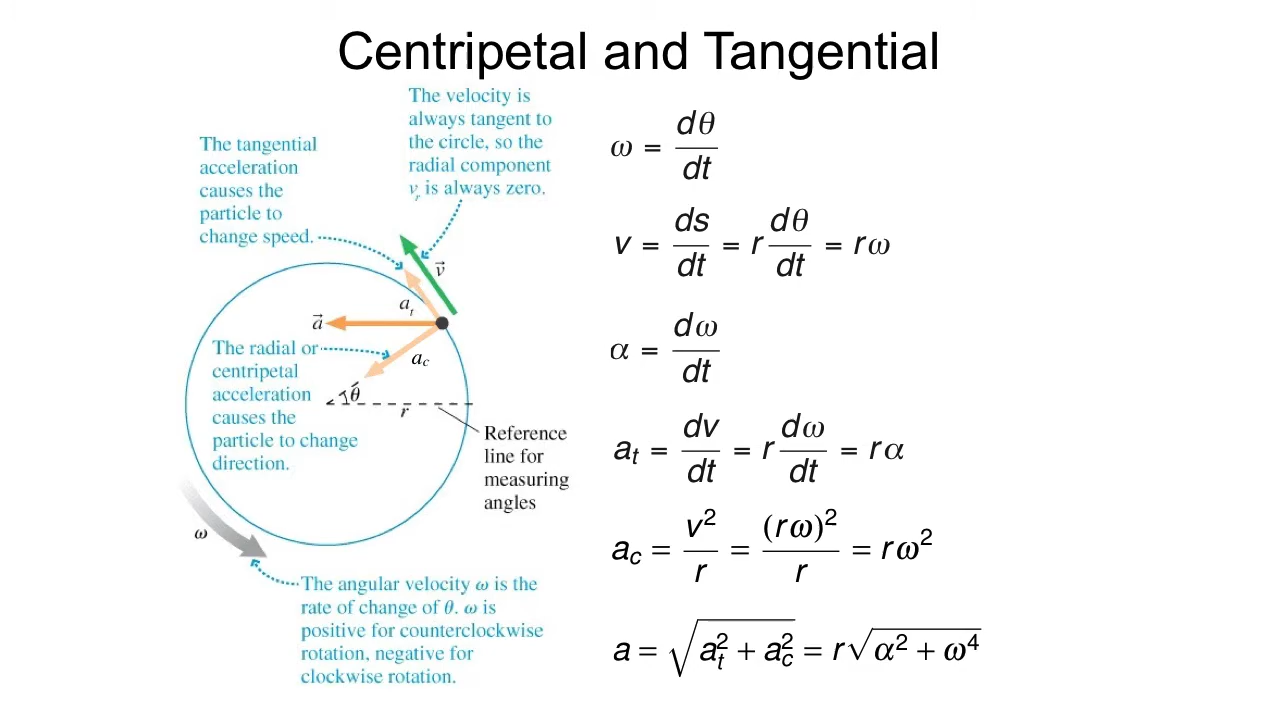 Centripetal and Tangential
The velocity is
always tangent to
the circle, so the
radial component
vᵣ is always zero.
The tangential
acceleration
causes the
particle to
change speed.
v⃗
aₜ
a⃗
The radial or
centripetal
acceleration
causes the
particle to change
direction.
a_c
θ
r
Reference
line for
measuring
angles
ω
The angular velocity ω is the
rate of change of θ. ω is
positive for counterclockwise
rotation, negative for
clockwise rotation.
ω = dθ/dt
v = ds/dt = r dθ/dt = rω
α = dω/dt
aₜ = dv/dt = r dω/dt = rα
a_c = v²/r = (rω)²/r = rω²
a = √(aₜ² + a_c²) = r√(α² + ω⁴)